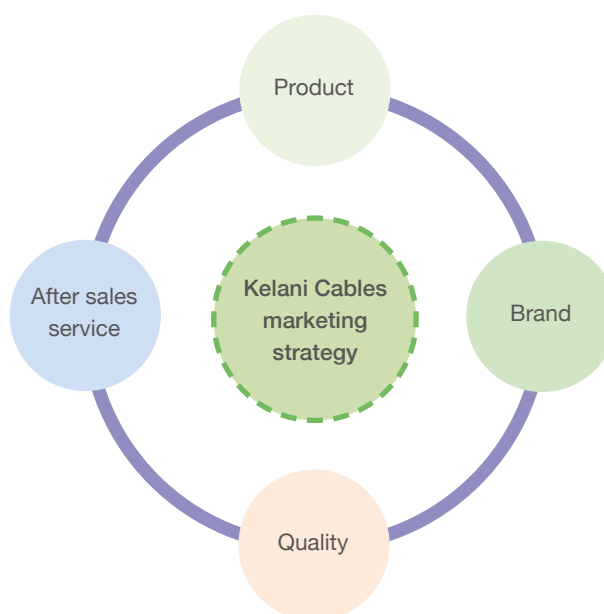 Product
After sales
service
Kelani Cables
marketing
strategy
Brand
Quality